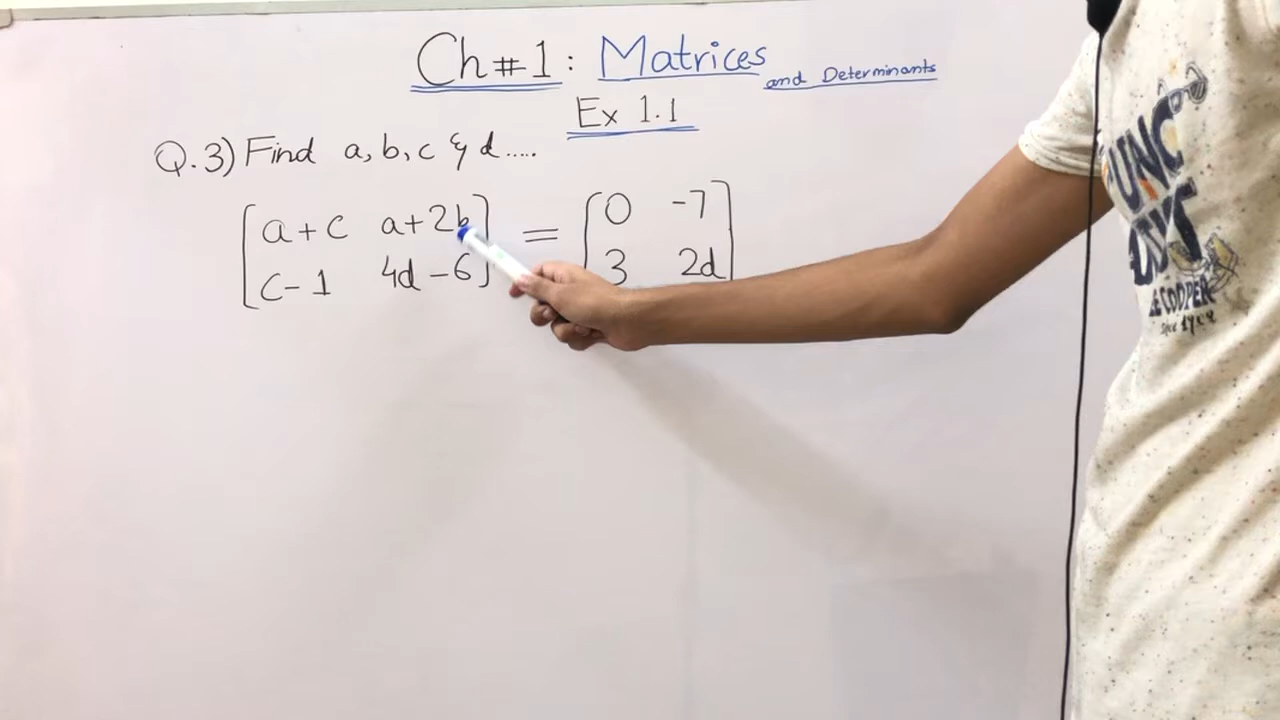 Ch#1: Matrices and Determinants
Ex 1.1
Q.3) Find a, b, c & d.....
[a+c a+2b] = [0 -7]
[c-1 4d-6] [3 2d]